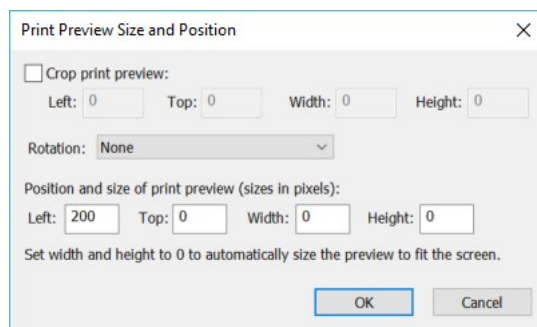 Print Preview Size and Position
Crop print preview:
Left: 0 Top: 0 Width: 0 Height: 0
Rotation: None
Position and size of print preview (sizes in pixels):
Left: 200 Top: 0 Width: 0 Height: 0
Set width and height to 0 to automatically size the preview to fit the screen.
OK Cancel